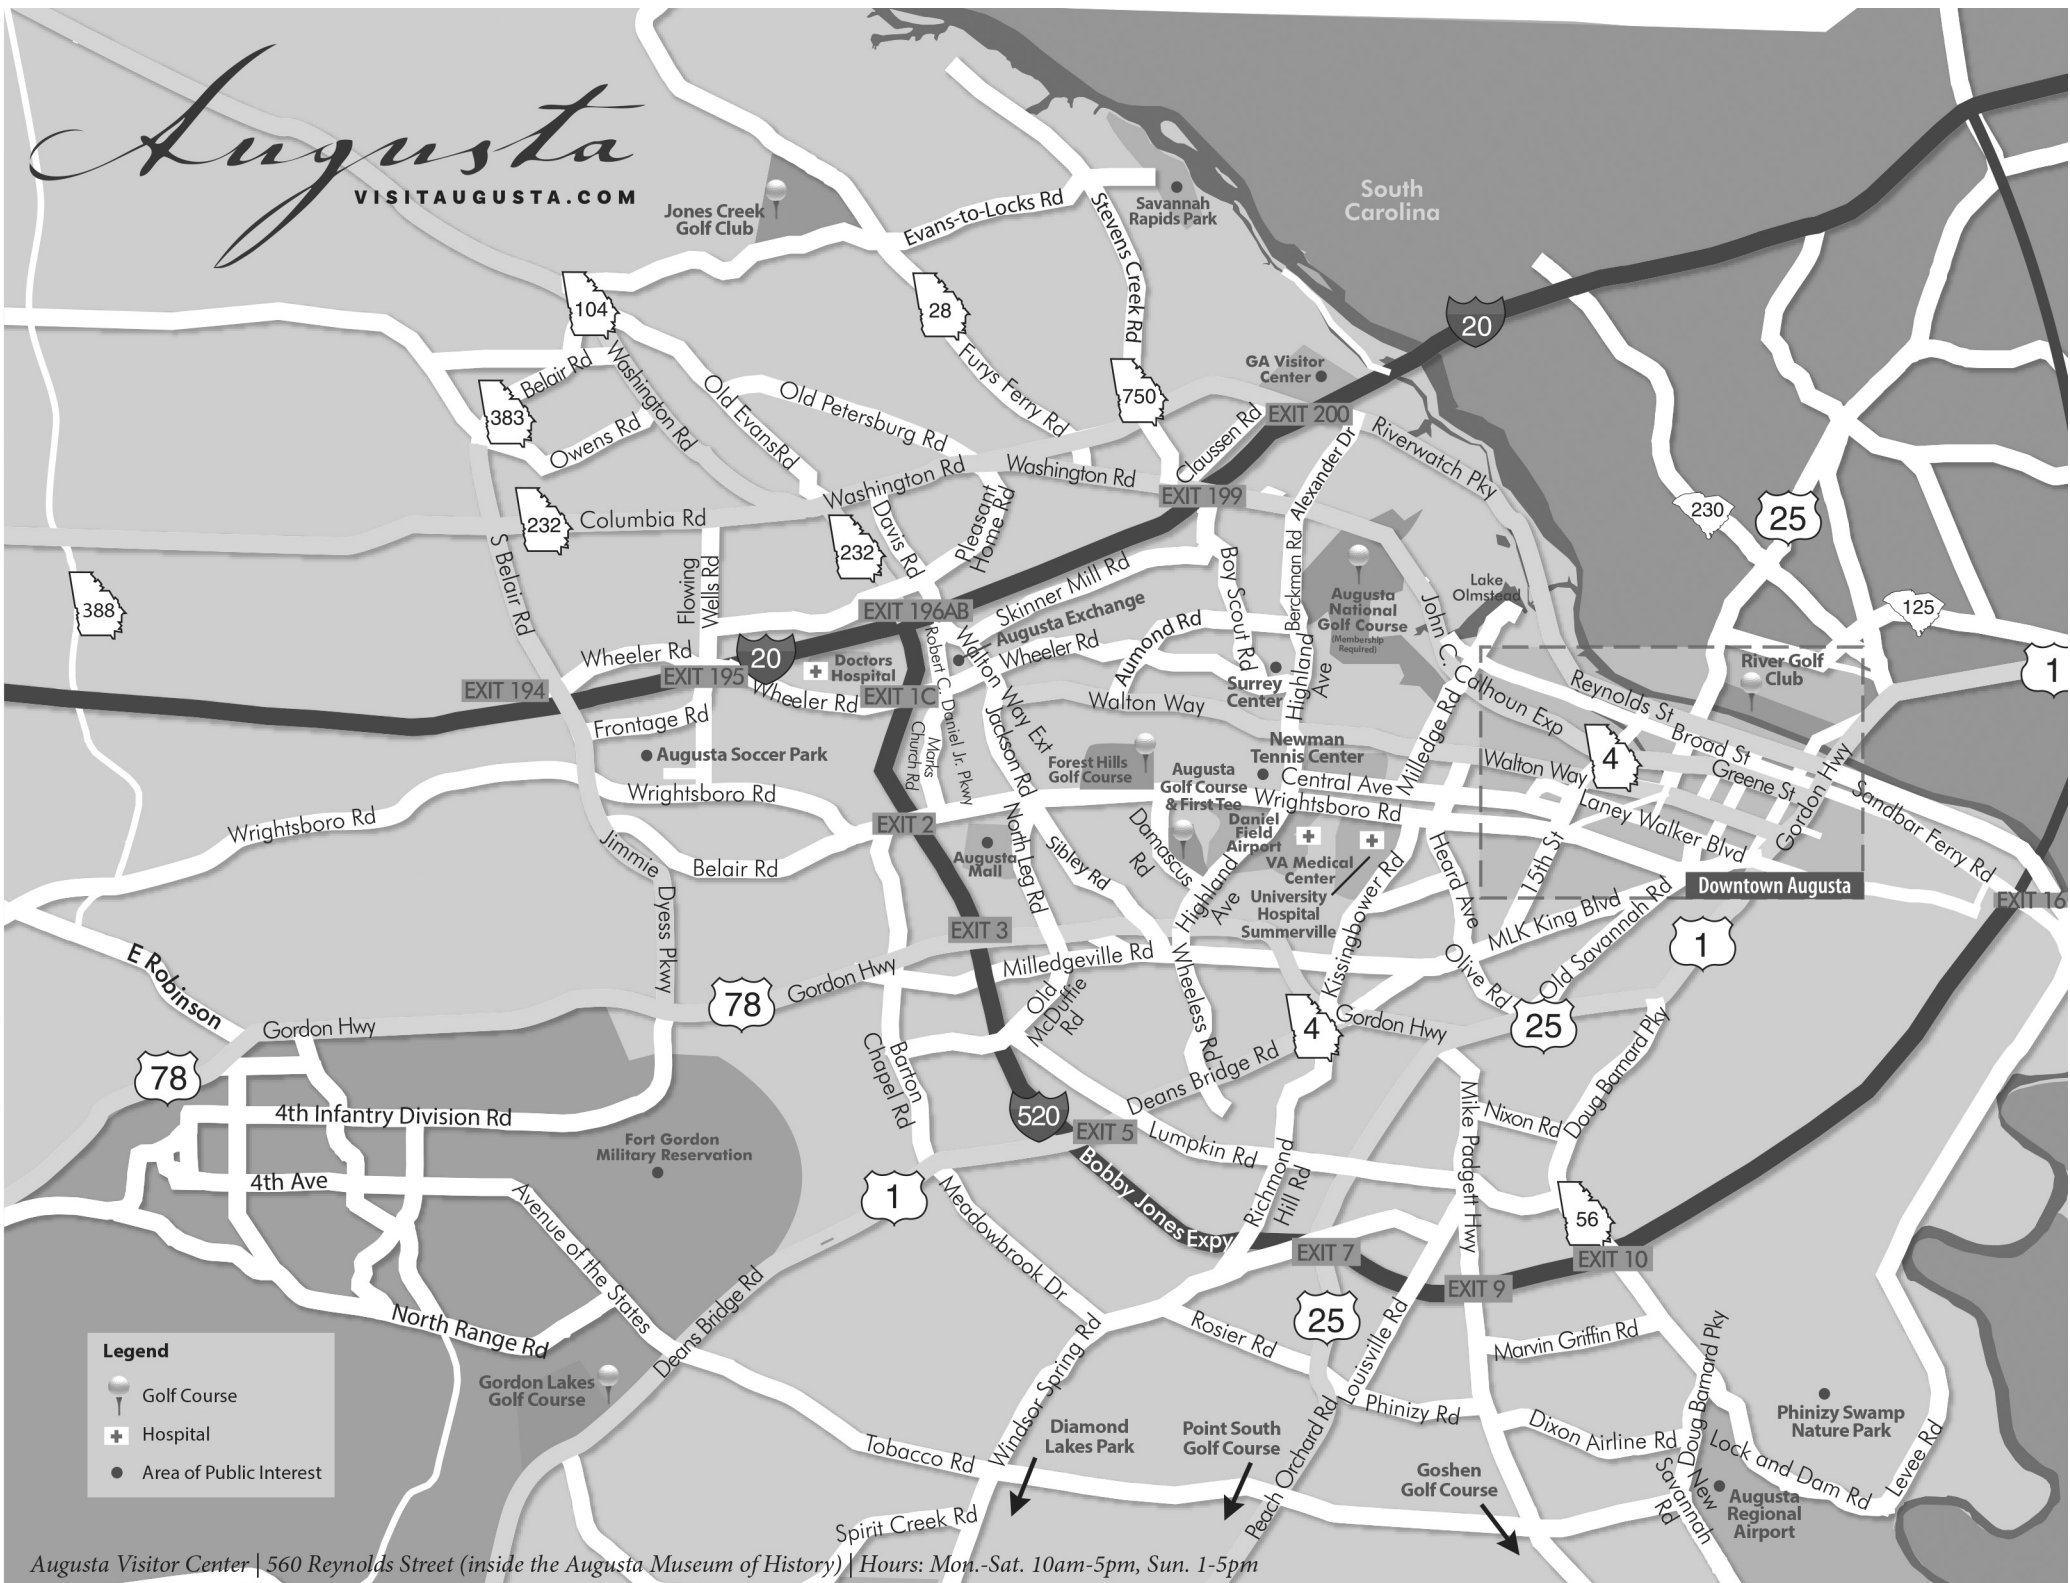 Augusta
VISITAUGUSTA.COM
Jones Creek
Golf Club
Evans-to-Locks Rd
Stevens Creek Rd
Savannah
Rapids Park
South
Carolina
104
28
20
Furys Ferry Rd
Belair Rd
Washington Rd
383
Owens Rd
Old EvansRd
Old Petersburg Rd
750
GA Visitor
Center
EXIT 200
Claussen Rd
Alexander Dr
Riverwatch Pky
Washington Rd
Washington Rd
EXIT 199
232
Columbia Rd
232
Davis Rd
Pleasant
Home Rd
230
25
S Belair Rd
Flowing
Wells Rd
388
EXIT 196AB
Skinner Mill Rd
Augusta Exchange
Boy Scout Rd
Berckman Rd
Augusta
National
Golf Course
(Membership
Required)
Lake
Olmstead
John C. Calhoun Exp
125
Wheeler Rd
20
EXIT 195
Doctors
Hospital
Wheeler Rd
EXIT 1C
Robert C. Daniel Jr. Pkwy
Walton Way Ext
Wheeler Rd
Aumond Rd
Surrey
Center
Highland
Ave
River Golf
Club
1
EXIT 194
Frontage Rd
Augusta Soccer Park
Marks
Church Rd
Jackson Rd
Walton Way
Milledge Rd
Reynolds St
Broad St
Greene St
4
Walton Way
Laney Walker Blvd
Gordon Hwy
Sandbar Ferry Rd
Forest Hills
Golf Course
Newman
Tennis Center
Augusta
Golf Course
& First Tee
Central Ave
Wrightsboro Rd
Daniel
Field
Airport
VA Medical
Center
University
Hospital
Summerville
Wrightsboro Rd
Wrightsboro Rd
EXIT 2
Jimmie Dyess Pkwy
Belair Rd
Augusta
Mall
North Leg Rd
Sibley Rd
Damascus
Rd
Highland
Ave
Kissingbower Rd
Heard Ave
15th St
Downtown Augusta
EXIT 16
MLK King Blvd
Old Savannah Rd
Olive Rd
1
EXIT 3
E Robinson
78
Gordon Hwy
Milledgeville Rd
Old
McDuffie
Rd
Wheeless Rd
4
Gordon Hwy
25
Gordon Hwy
78
Barton
Chapel Rd
Deans Bridge Rd
Doug Barnard Pky
Mike Padgett Hwy
Nixon Rd
4th Infantry Division Rd
Fort Gordon
Military Reservation
520
EXIT 5
Lumpkin Rd
Bobby Jones Expy
Richmond
Hill Rd
4th Ave
1
Avenue of the States
Meadowbrook Dr
56
EXIT 7
EXIT 10
EXIT 9
North Range Rd
Deans Bridge Rd
Gordon Lakes
Golf Course
25
Rosier Rd
Louisville Rd
Marvin Griffin Rd
Windsor Spring Rd
Phinizy Rd
Dixon Airline Rd
Doug Barnard Pky
Phinizy Swamp
Nature Park
Lock and Dam Rd
Levee Rd
Legend
Golf Course
Hospital
Area of Public Interest
Tobacco Rd
Diamond
Lakes Park
Point South
Golf Course
Peach Orchard Rd
Goshen
Golf Course
New
Savannah
Rd
Augusta
Regional
Airport
Spirit Creek Rd
Augusta Visitor Center | 560 Reynolds Street (inside the Augusta Museum of History) | Hours: Mon.-Sat. 10am-5pm, Sun. 1-5pm